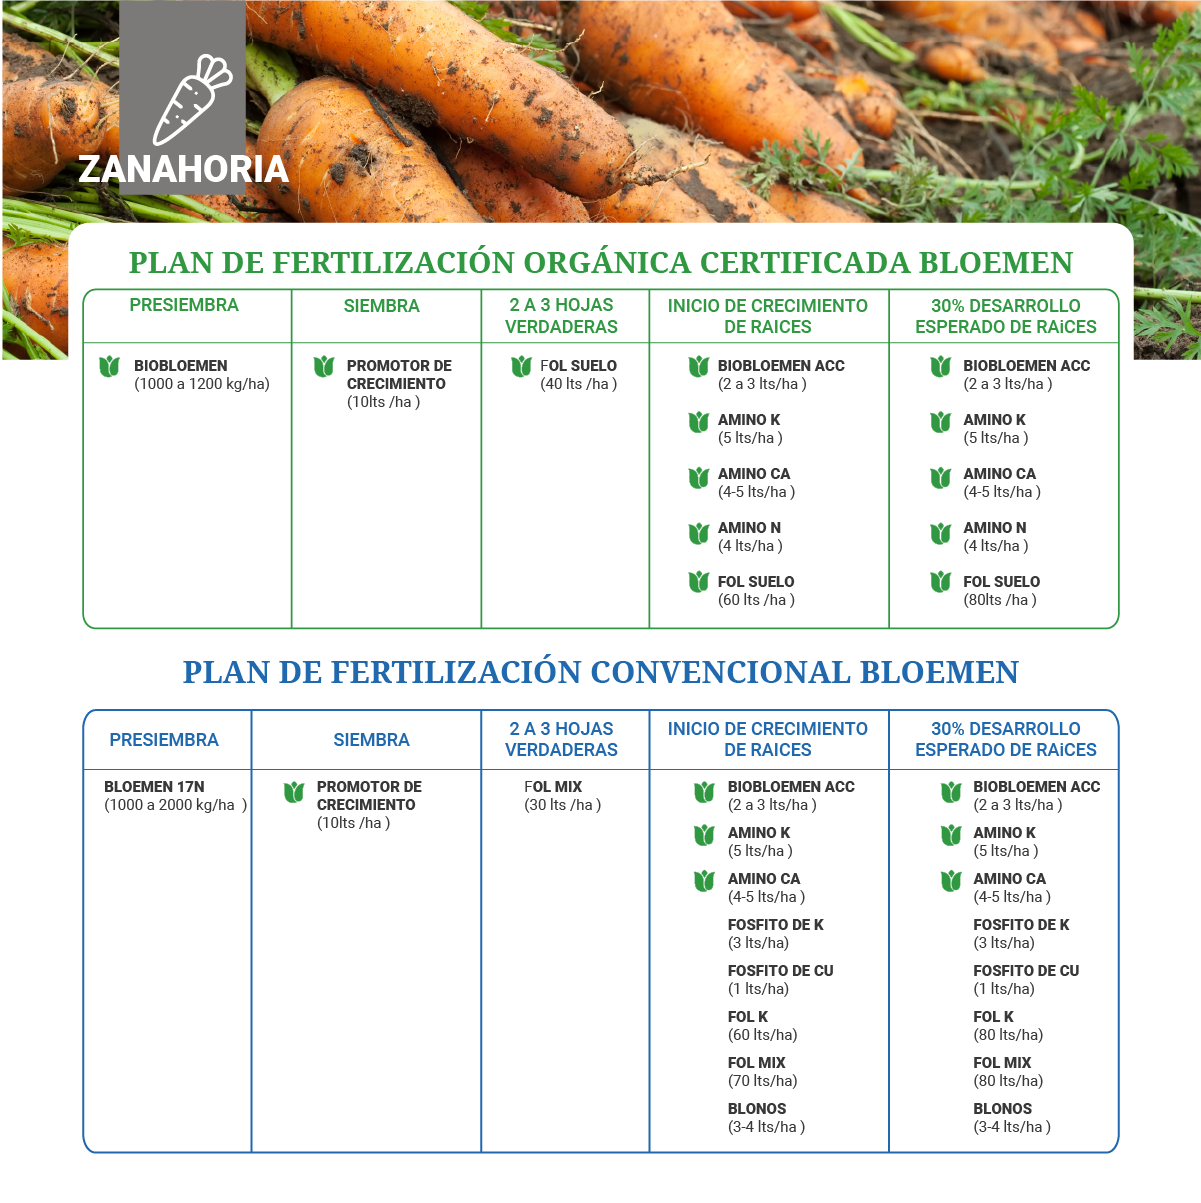 ZANAHORIA
PLAN DE FERTILIZACIÓN ORGÁNICA CERTIFICADA BLOEMEN
PRESIEMBRA
BIOBLOEMEN
(1000 a 1200 kg/ha)
SIEMBRA
PROMOTOR DE
CRECIMIENTO
(10lts /ha )
2 A 3 HOJAS
VERDADERAS
FOL SUELO
(40 lts /ha )
INICIO DE CRECIMIENTO
DE RAICES
BIOBLOEMEN ACC
(2 a 3 lts/ha )
AMINO K
(5 lts/ha )
AMINO CA
(4-5 lts/ha )
AMINO N
(4 lts/ha )
FOL SUELO
(60 lts /ha )
30% DESARROLLO
ESPERADO DE RAiCES
BIOBLOEMEN ACC
(2 a 3 lts/ha )
AMINO K
(5 lts/ha )
AMINO CA
(4-5 lts/ha )
AMINO N
(4 lts/ha )
FOL SUELO
(80lts /ha )
PLAN DE FERTILIZACIÓN CONVENCIONAL BLOEMEN
PRESIEMBRA
BLOEMEN 17N
(1000 a 2000 kg/ha  )
SIEMBRA
PROMOTOR DE
CRECIMIENTO
(10lts /ha )
2 A 3 HOJAS
VERDADERAS
FOL MIX
(30 lts /ha )
INICIO DE CRECIMIENTO
DE RAICES
BIOBLOEMEN ACC
(2 a 3 lts/ha )
AMINO K
(5 lts/ha )
AMINO CA
(4-5 lts/ha )
FOSFITO DE K
(3 lts/ha)
FOSFITO DE CU
(1 lts/ha)
FOL K
(60 lts/ha)
FOL MIX
(70 lts/ha)
BLONOS
(3-4 lts/ha )
30% DESARROLLO
ESPERADO DE RAiCES
BIOBLOEMEN ACC
(2 a 3 lts/ha )
AMINO K
(5 lts/ha )
AMINO CA
(4-5 lts/ha )
FOSFITO DE K
(3 lts/ha)
FOSFITO DE CU
(1 lts/ha)
FOL K
(80 lts/ha)
FOL MIX
(80 lts/ha)
BLONOS
(3-4 lts/ha )